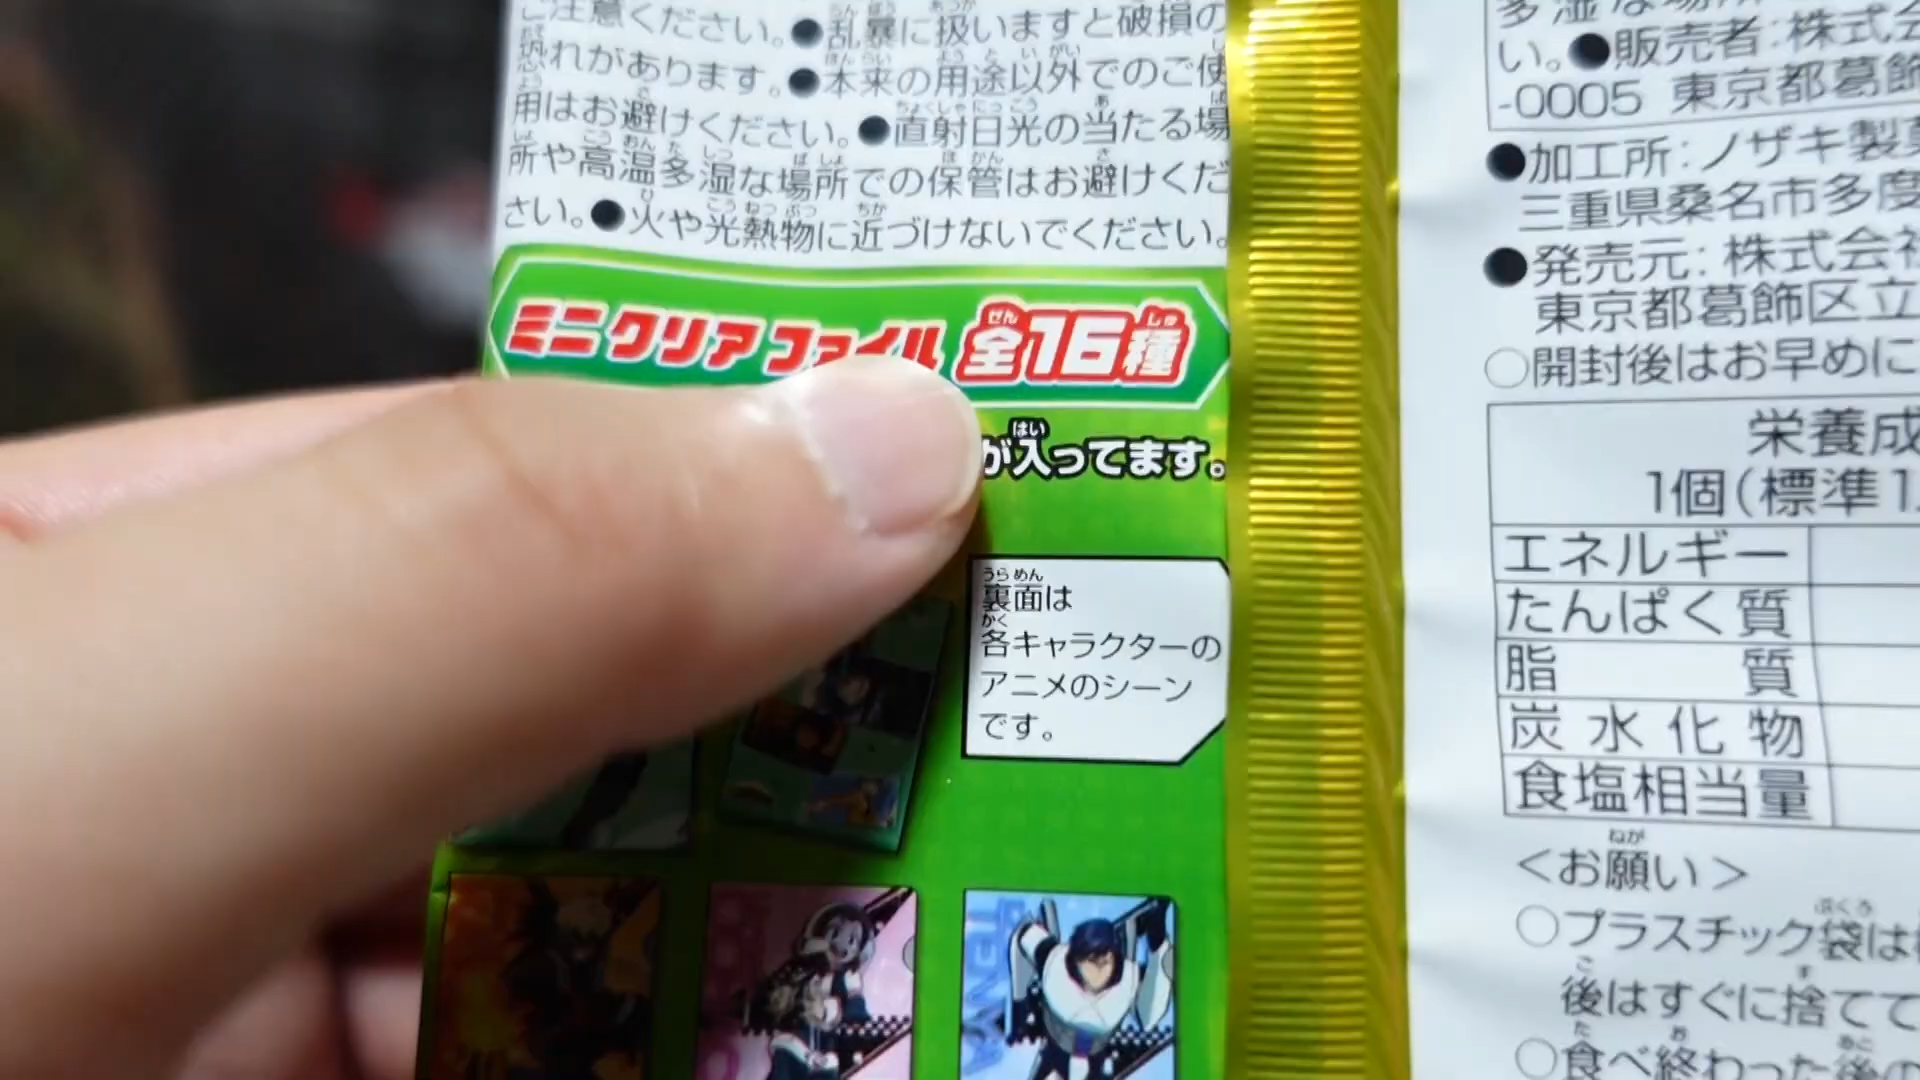 ご注意ください。●乱暴に扱いますと破損の
恐れがあります。●本来の用途以外でのご使
用はお避けください。●直射日光の当たる場
所や高温多湿な場所での保管はお避けくだ
さい。●火や光熱物に近づけないでください。
ミニクリアファイル 全16種
が入ってます。
裏面は
各キャラクターの
アニメのシーン
です。
TENYA
い。●販売者:株式会
-0005 東京都葛飾
●加工所:ノザキ製菓
三重県桑名市多度
●発売元:株式会社
東京都葛飾区立
○開封後はお早めに
栄養成
1個(標準1
エネルギー
たんぱく質
脂質
炭水化物
食塩相当量
<お願い>
○プラスチック袋は
後はすぐに捨てて
○食べ終わった後の